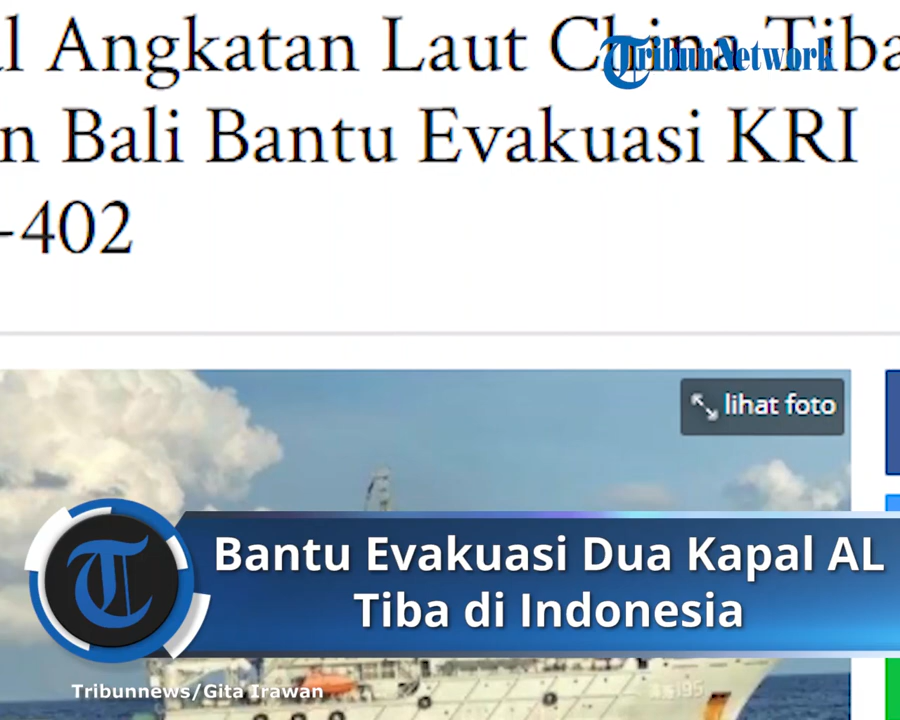 l Angkatan Laut China Tiba
TribunNetwork
n Bali Bantu Evakuasi KRI
-402
lihat foto
Bantu Evakuasi Dua Kapal AL
Tiba di Indonesia
Tribunnews/Gita Irawan